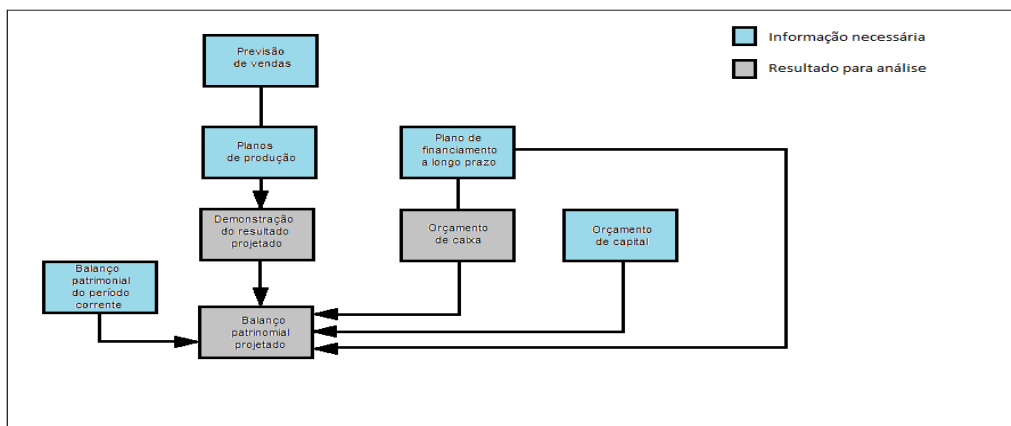 Previsão
de vendas
Informação necessária
Resultado para análise
Planos
de produção
Plano de
financiamento
a longo prazo
Demonstração
do resultado
projetado
Orçamento
de caixa
Orçamento
de capital
Balanço
patrimonial
do período
corrente
Balanço
patrinomial
projetado